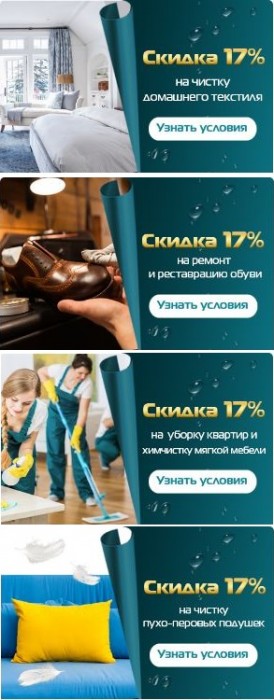 Скидка 17%
на чистку
домашнего текстиля
Узнать условия
Скидка 17%
на ремонт
и реставрацию обуви
Узнать условия
Скидка 17%
на уборку квартир и
химчистку мягкой мебели
Узнать условия
Скидка 17%
на чистку
пухо-перовых подушек
Узнать условия